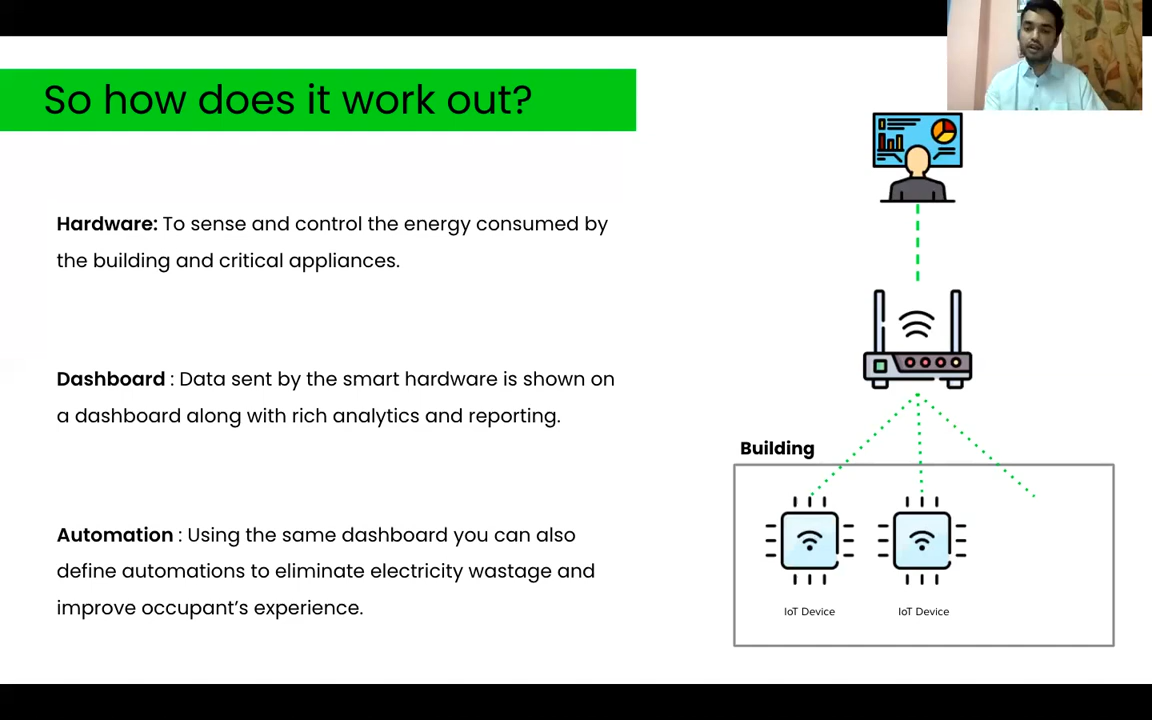 So how does it work out?
Hardware: To sense and control the energy consumed by
the building and critical appliances.
Dashboard : Data sent by the smart hardware is shown on
a dashboard along with rich analytics and reporting.
Automation : Using the same dashboard you can also
define automations to eliminate electricity wastage and
improve occupant’s experience.
Building
IoT Device
IoT Device